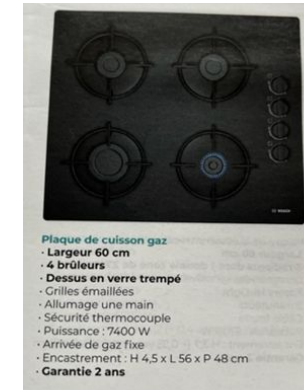 BOSCH
Plaque de cuisson gaz
· Largeur 60 cm
· 4 brûleurs
· Dessus en verre trempé
· Grilles émaillées
· Allumage une main
· Sécurité thermocouple
· Puissance : 7400 W
· Arrivée de gaz fixe
· Encastrement : H 4,5 x L 56 x P 48 cm
· Garantie 2 ans